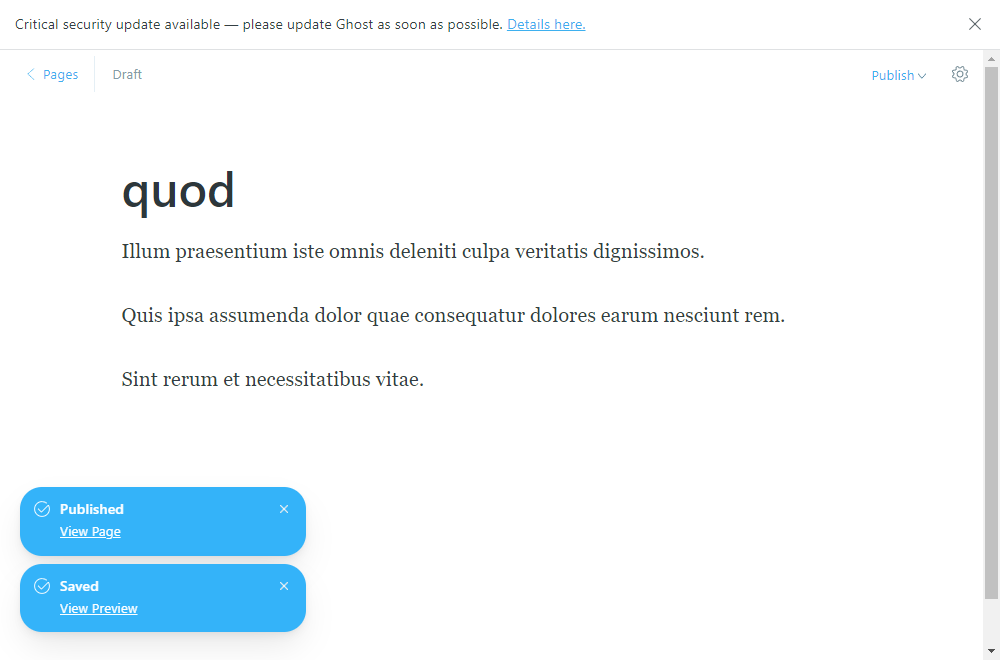 Critical security update available — please update Ghost as soon as possible. Details here.
Pages
Draft
Publish
quod
Illum praesentium iste omnis deleniti culpa veritatis dignissimos.
Quis ipsa assumenda dolor quae consequatur dolores earum nesciunt rem.
Sint rerum et necessitatibus vitae.
Published
View Page
Saved
View Preview